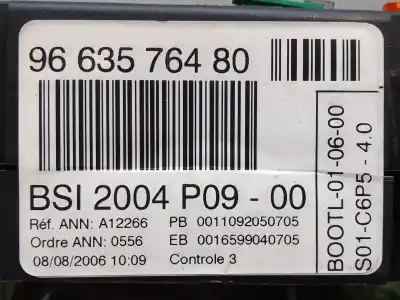 96 635 764 80
BSI 2004 P09 - 00
Réf. ANN: A12266 PB 0011092050705
Ordre ANN: 0556 EB 0016599040705
08/08/2006 10:09 Controle 3
BOOTL-01-06-00
S01-C6P5 - 4.0